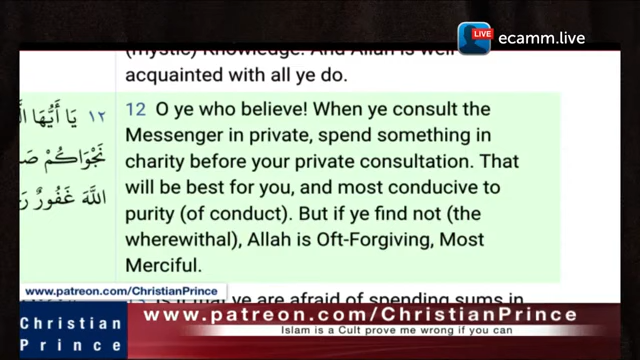 LIVE ecamm.live
(mystic) Knowledge. And Allah is well
acquainted with all ye do.
12 O ye who believe! When ye consult the
Messenger in private, spend something in
charity before your private consultation. That
will be best for you, and most conducive to
purity (of conduct). But if ye find not (the
wherewithal), Allah is Oft-Forgiving, Most
Merciful.
١٢ يَا أَيُّهَا
نَجْوَاكُمْ
اللَّهَ غَفُورٌ
www.patreon.com/ChristianPrince
that ye are afraid of spending sums in
Christian
Prince
www.patreon.com/ChristianPrince
Islam is a Cult prove me wrong if you can